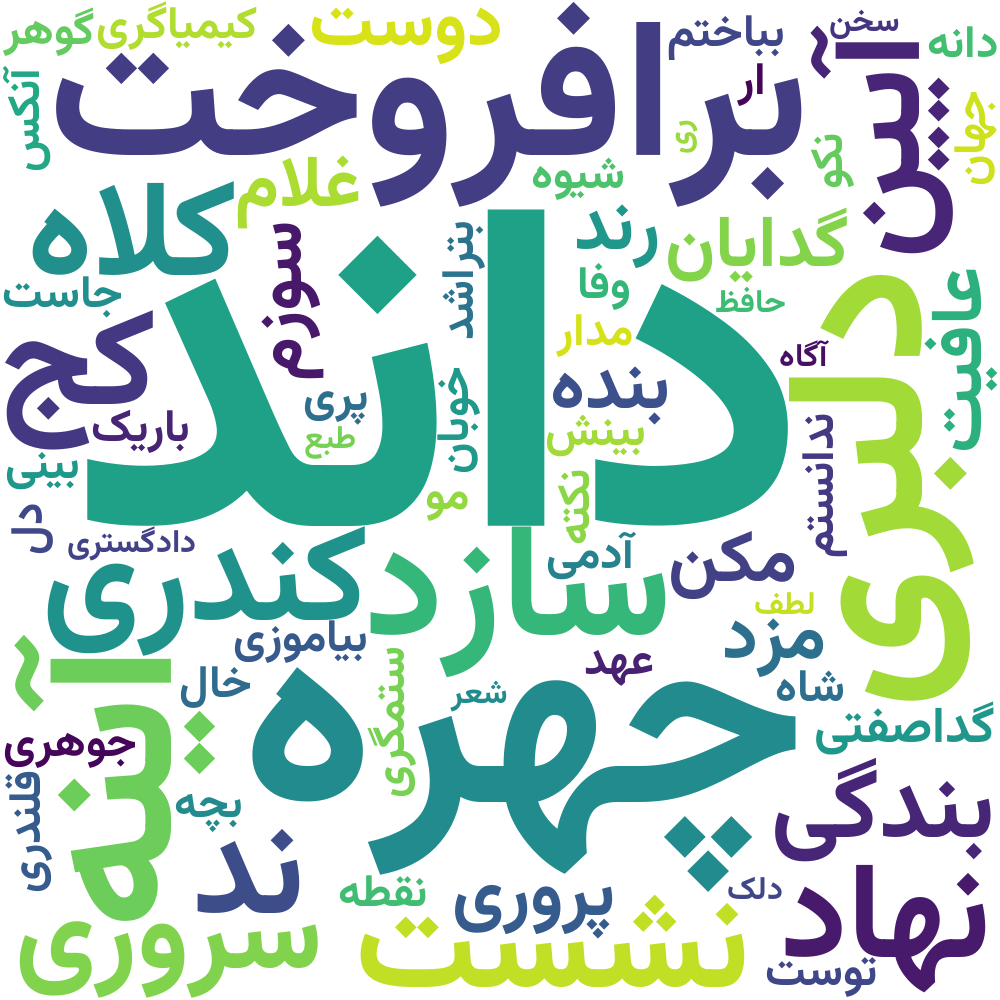 گوهر
کیمیاگری
دوست
بباختم
سخن
دانه
آنکس
برافروخت
ار
آیین
جهان
ری
نکو
شیوه
غلام
کلاه
سوزم
بتراشد
رند
گدایان
وفا
حافظ
عافیت
جاست
داند
مدار
آگاه
دلبری
کج
باریک
پری
طبع
خوبان
بنده
بینش
ندانستم
بینی
مو
نکته
دل
دادگستری
کندری
سازد
آدمی
مکن
لطف
بیاموزی
مزد
عهد
آینه
خال
ستمگری
شعر
چهره
شاه
گداصفتی
جوهری
قلندری
بچه
بندگی
ند
نقطه
پروری
دلک
نهاد
سروری
نشست
توست